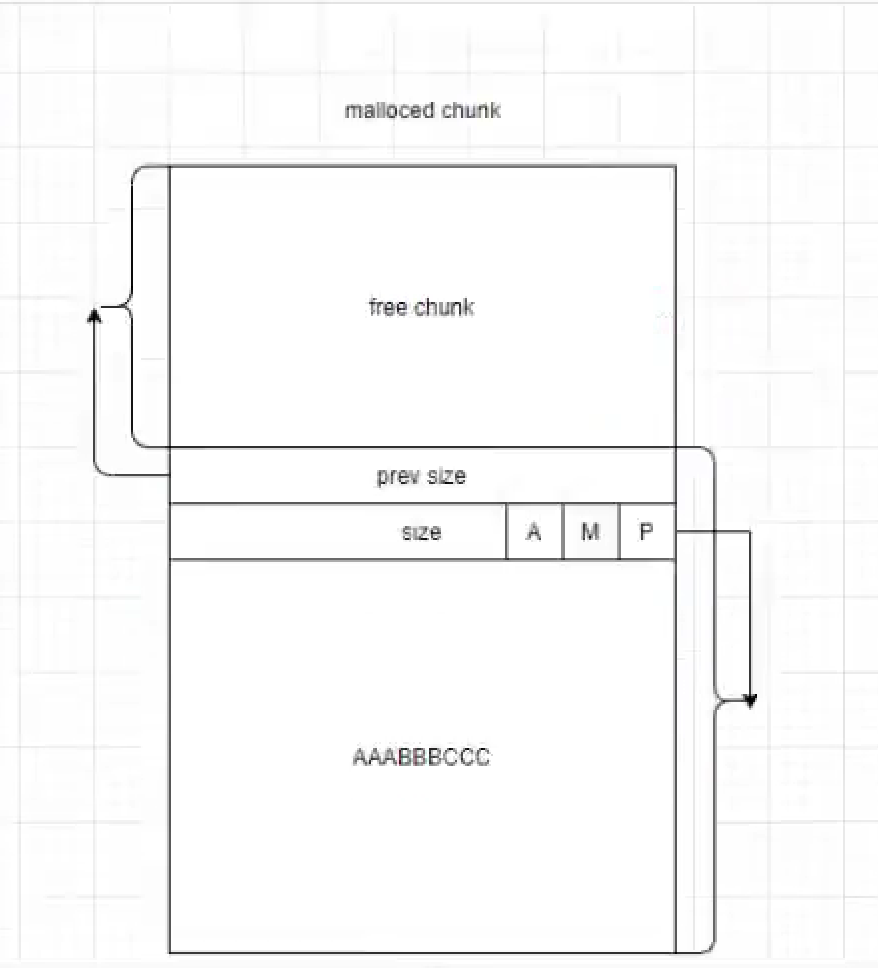 malloced chunk
free chunk
prev size
size A M P
AAABBBCCC